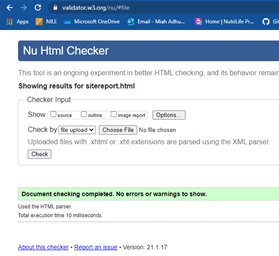 validator.w3.org/nu/#file
Apps NILE Microsoft OneDrive Email - Miah Adhu... Home | NutriLife Pr...
Nu Html Checker
This tool is an ongoing experiment in better HTML checking, and its behavior remain
Showing results for sitereport.html
Checker Input
Show source outline image report Options...
Check by file upload Choose File No file chosen
Uploaded files with .xhtml or .xht extensions are parsed using the XML parser.
Check
Document checking completed. No errors or warnings to show.
Used the HTML parser.
Total execution time 10 milliseconds.
About this checker • Report an issue • Version: 21.1.17